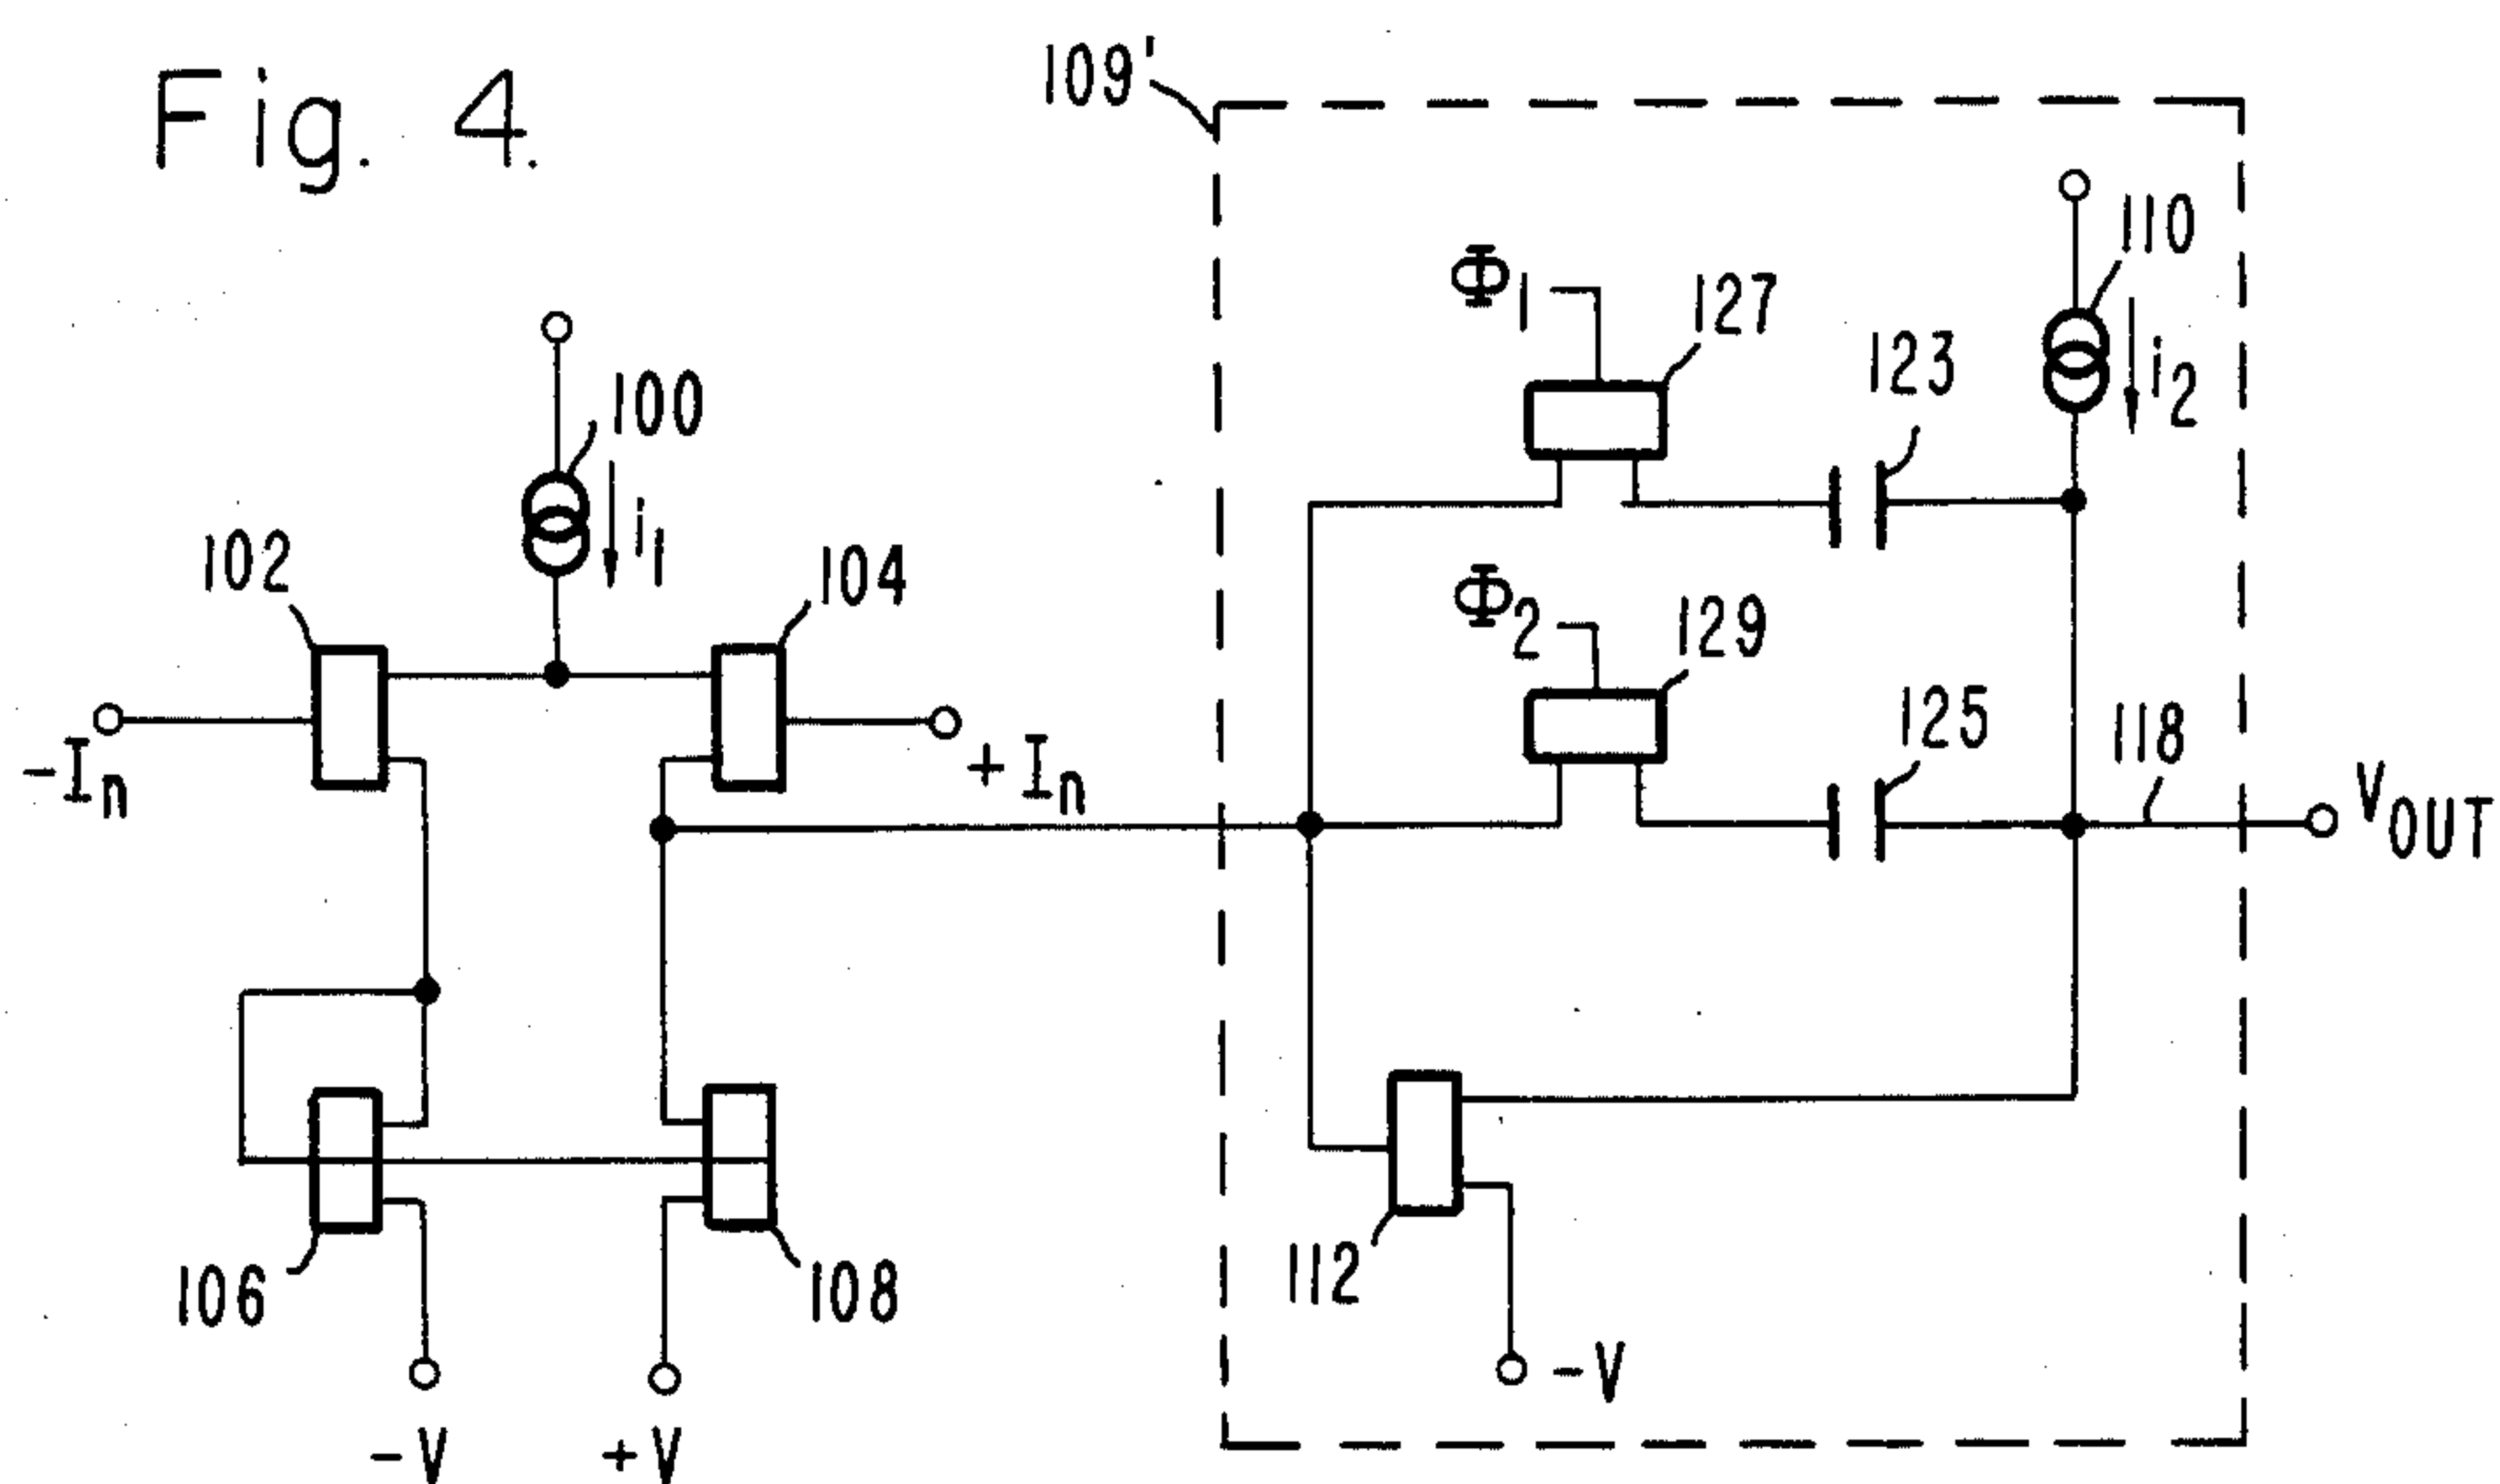 Fig. 4.
109'
110
Φ1
127
123
i2
100
i1
102
104
Φ2
129
125
118
-In
+In
VOUT
106
108
112
-V
-V
+V